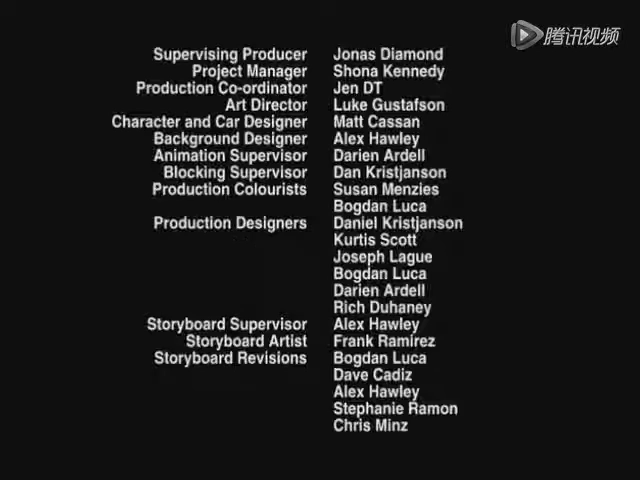 腾讯视频
Supervising Producer Jonas Diamond
Project Manager Shona Kennedy
Production Co-ordinator Jen DT
Art Director Luke Gustafson
Character and Car Designer Matt Cassan
Background Designer Alex Hawley
Animation Supervisor Darien Ardell
Blocking Supervisor Dan Kristjanson
Production Colourists Susan Menzies
Bogdan Luca
Production Designers Daniel Kristjanson
Kurtis Scott
Joseph Lague
Bogdan Luca
Darien Ardell
Rich Duhaney
Storyboard Supervisor Alex Hawley
Storyboard Artist Frank Ramirez
Storyboard Revisions Bogdan Luca
Dave Cadiz
Alex Hawley
Stephanie Ramon
Chris Minz